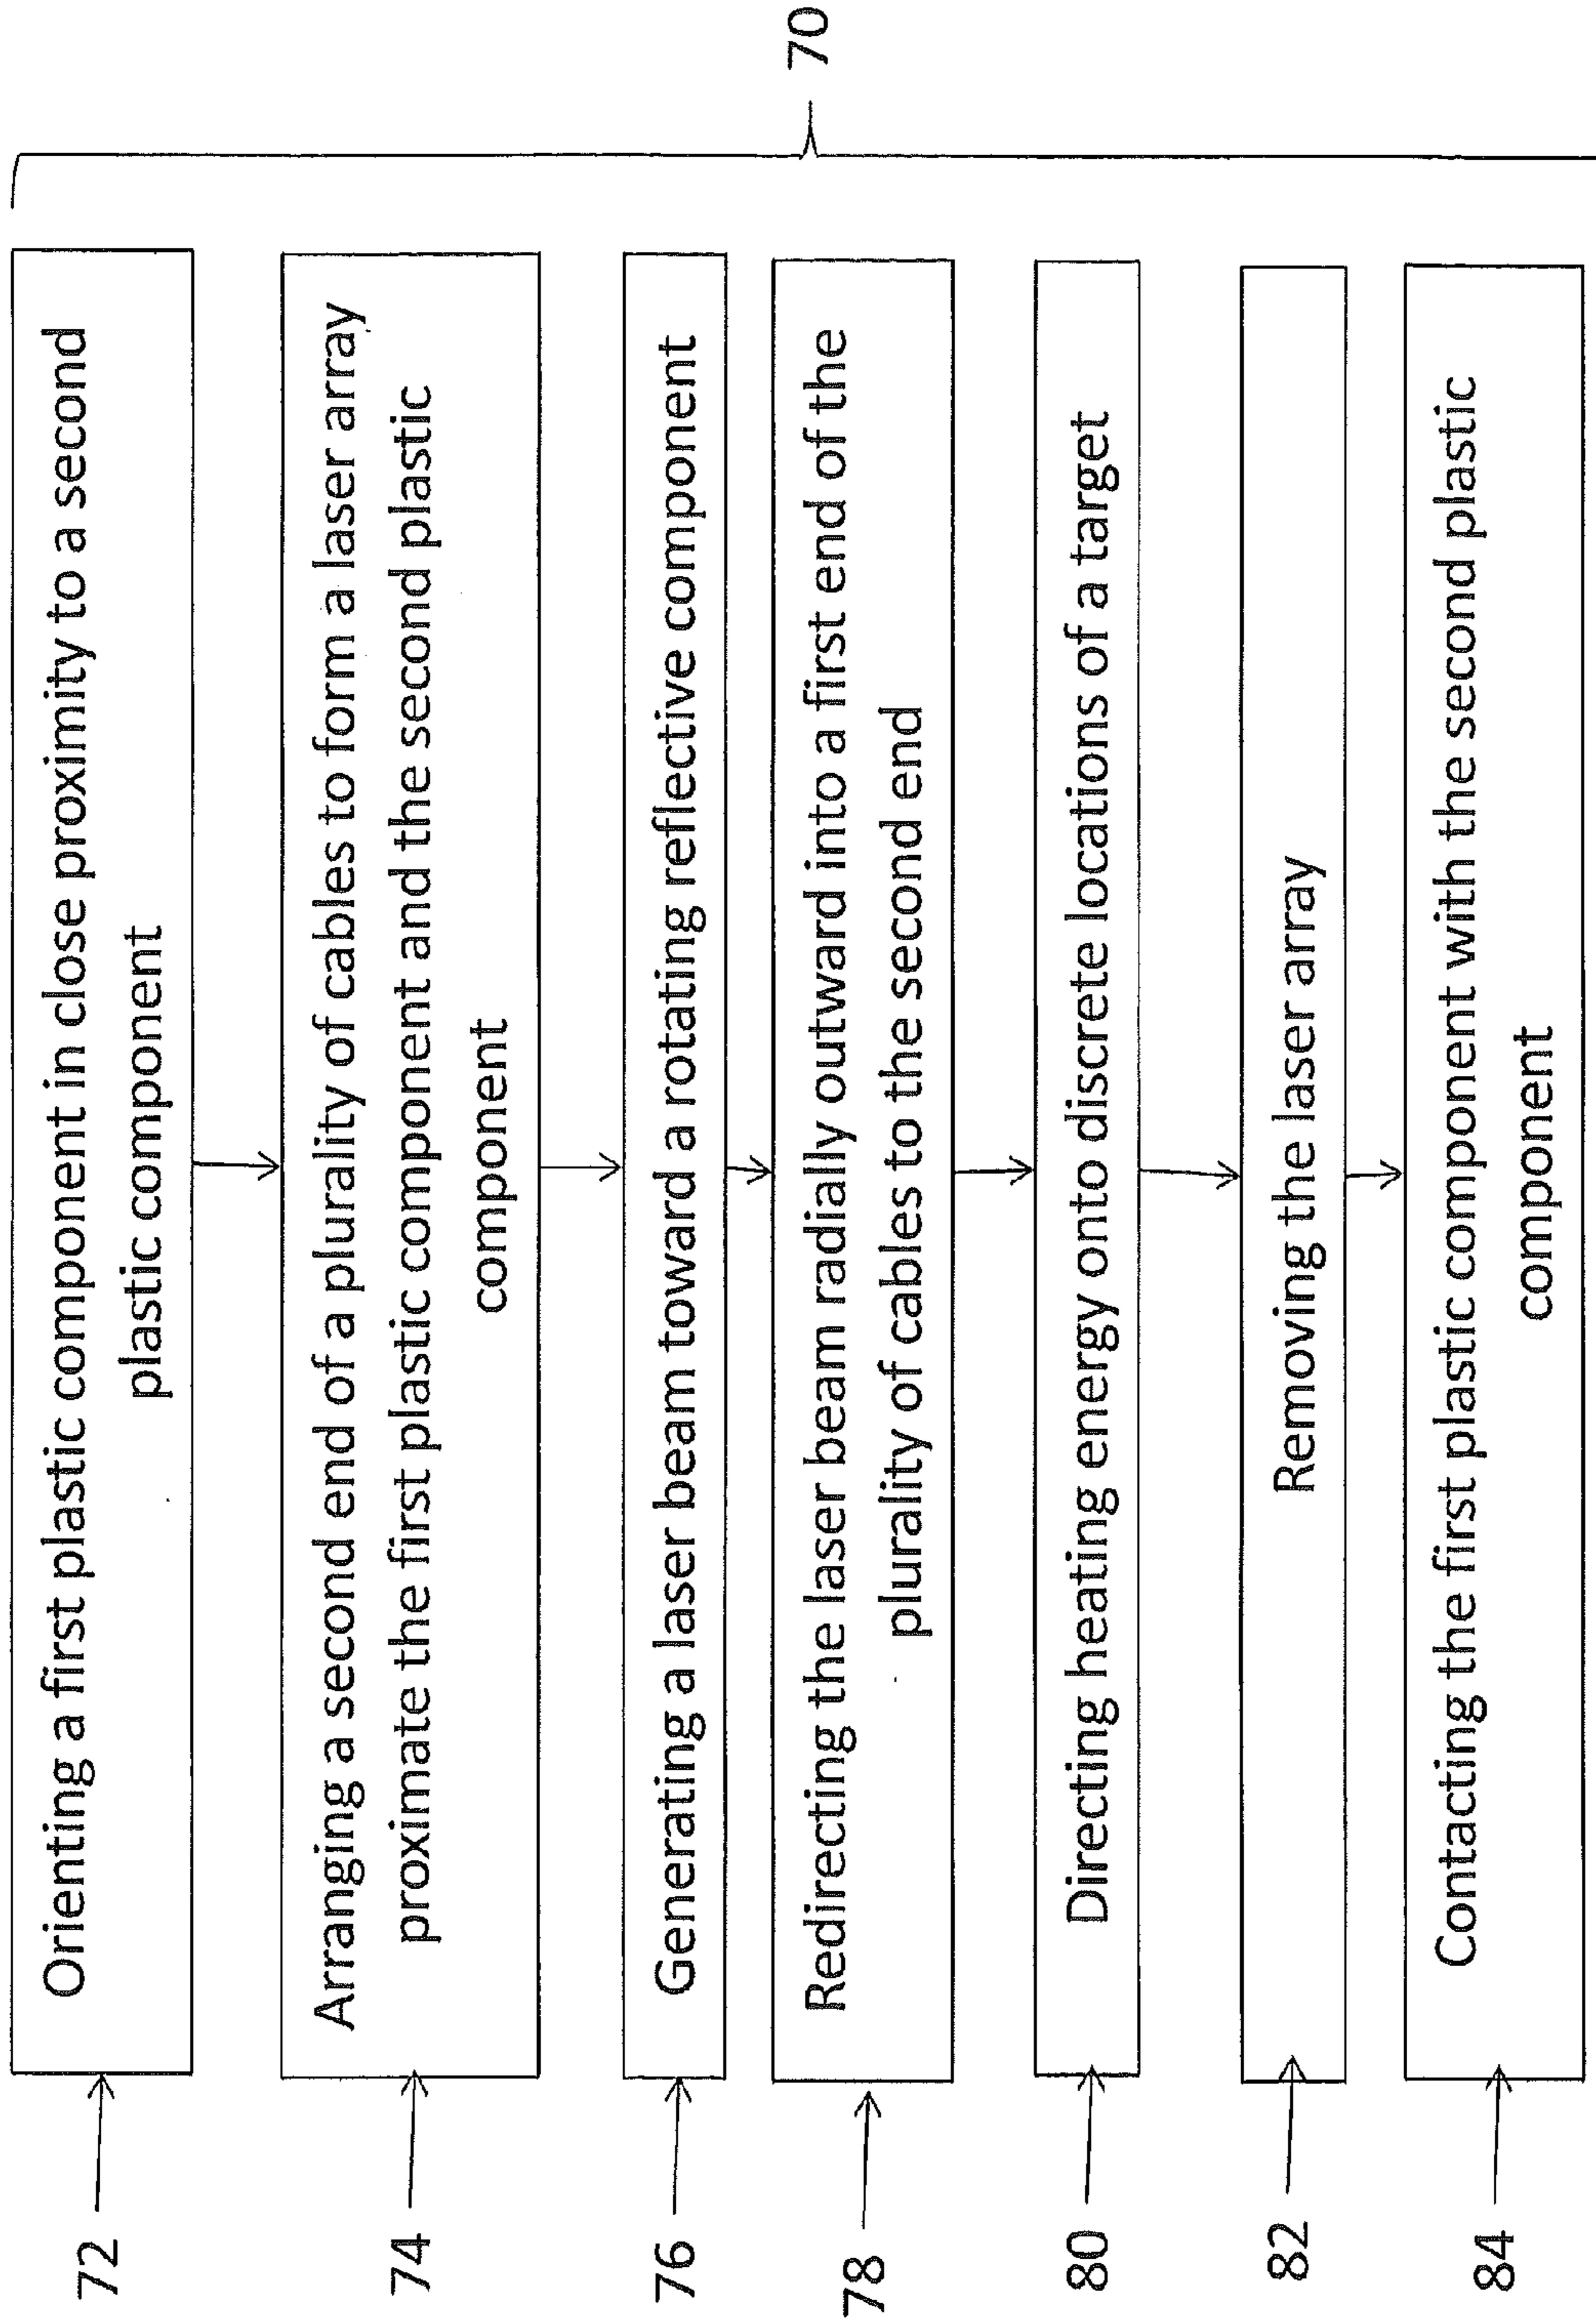 72
Orienting a first plastic component in close proximity to a second
plastic component
74
Arranging a second end of a plurality of cables to form a laser array
proximate the first plastic component and the second plastic
component
76
Generating a laser beam toward a rotating reflective component
78
Redirecting the laser beam radially outward into a first end of the
plurality of cables to the second end
80
Directing heating energy onto discrete locations of a target
82
Removing the laser array
84
Contacting the first plastic component with the second plastic
component
70